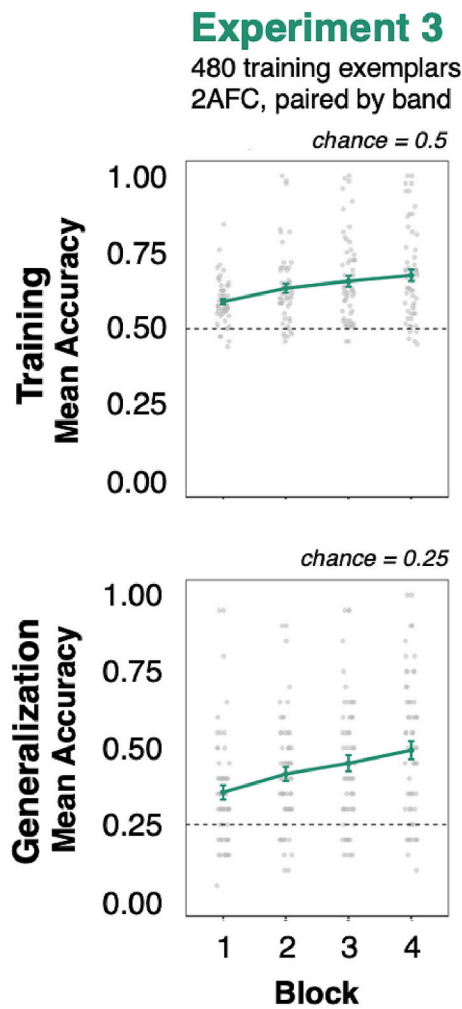 Experiment 3
480 training exemplars
2AFC, paired by band
chance = 0.5
Training
Mean Accuracy
1.00
0.75
0.50
0.25
0.00
chance = 0.25
Generalization
Mean Accuracy
1.00
0.75
0.50
0.25
0.00
1 2 3 4
Block